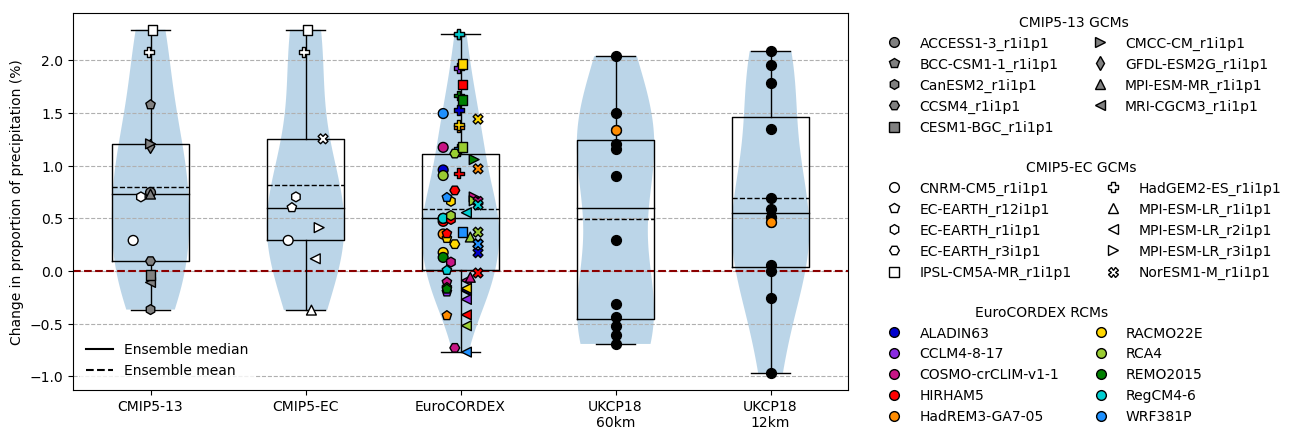 Change in proportion of precipitation (%)
2.0
1.5
1.0
0.5
0.0
−0.5
−1.0
Ensemble median
Ensemble mean
CMIP5-13
CMIP5-EC
EuroCORDEX
UKCP18
60km
UKCP18
12km
CMIP5-13 GCMs
ACCESS1-3_r1i1p1
BCC-CSM1-1_r1i1p1
CanESM2_r1i1p1
CCSM4_r1i1p1
CESM1-BGC_r1i1p1
CMCC-CM_r1i1p1
GFDL-ESM2G_r1i1p1
MPI-ESM-MR_r1i1p1
MRI-CGCM3_r1i1p1
CMIP5-EC GCMs
CNRM-CM5_r1i1p1
EC-EARTH_r12i1p1
EC-EARTH_r1i1p1
EC-EARTH_r3i1p1
IPSL-CM5A-MR_r1i1p1
HadGEM2-ES_r1i1p1
MPI-ESM-LR_r1i1p1
MPI-ESM-LR_r2i1p1
MPI-ESM-LR_r3i1p1
NorESM1-M_r1i1p1
EuroCORDEX RCMs
ALADIN63
CCLM4-8-17
COSMO-crCLIM-v1-1
HIRHAM5
HadREM3-GA7-05
RACMO22E
RCA4
REMO2015
RegCM4-6
WRF381P